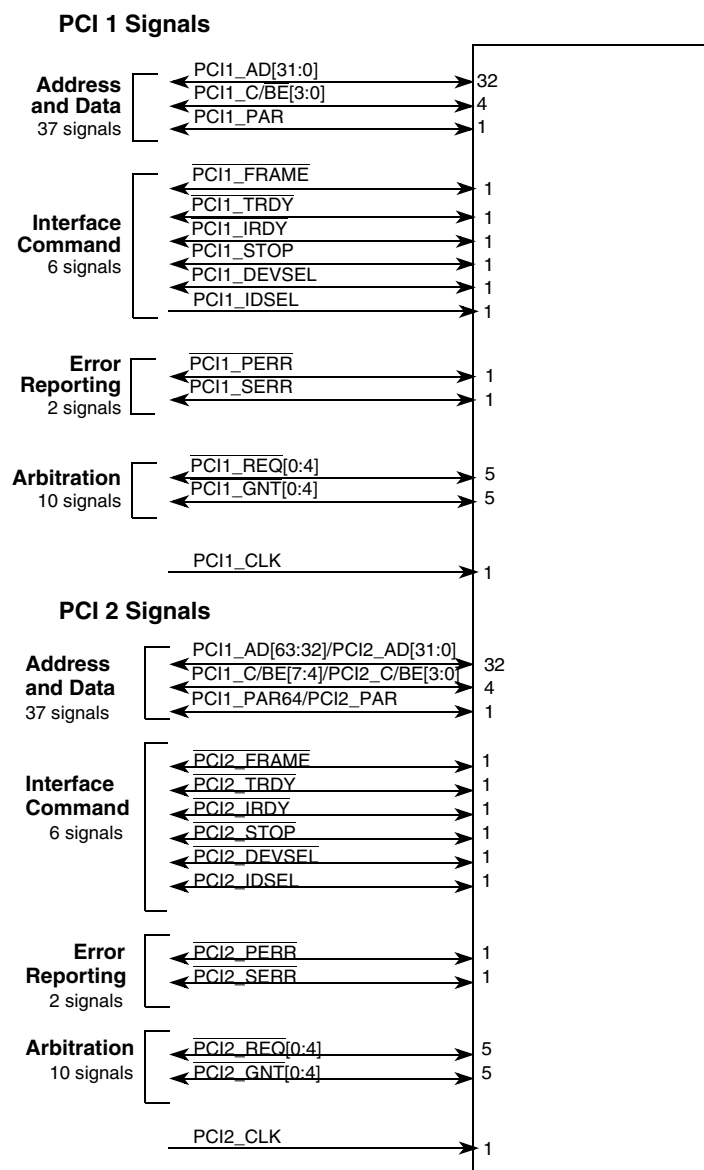 PCI 1 Signals
Address
and Data
37 signals
PCI1_AD[31:0]
32
PCI1_C/BE[3:0]
4
PCI1_PAR
1
Interface
Command
6 signals
PCI1_FRAME
1
PCI1_TRDY
1
PCI1_IRDY
1
PCI1_STOP
1
PCI1_DEVSEL
1
PCI1_IDSEL
1
Error
Reporting
2 signals
PCI1_PERR
1
PCI1_SERR
1
Arbitration
10 signals
PCI1_REQ[0:4]
5
PCI1_GNT[0:4]
5
PCI1_CLK
1
PCI 2 Signals
Address
and Data
37 signals
PCI1_AD[63:32]/PCI2_AD[31:0]
32
PCI1_C/BE[7:4]/PCI2_C/BE[3:0]
4
PCI1_PAR64/PCI2_PAR
1
Interface
Command
6 signals
PCI2_FRAME
1
PCI2_TRDY
1
PCI2_IRDY
1
PCI2_STOP
1
PCI2_DEVSEL
1
PCI2_IDSEL
1
Error
Reporting
2 signals
PCI2_PERR
1
PCI2_SERR
1
Arbitration
10 signals
PCI2_REQ[0:4]
5
PCI2_GNT[0:4]
5
PCI2_CLK
1